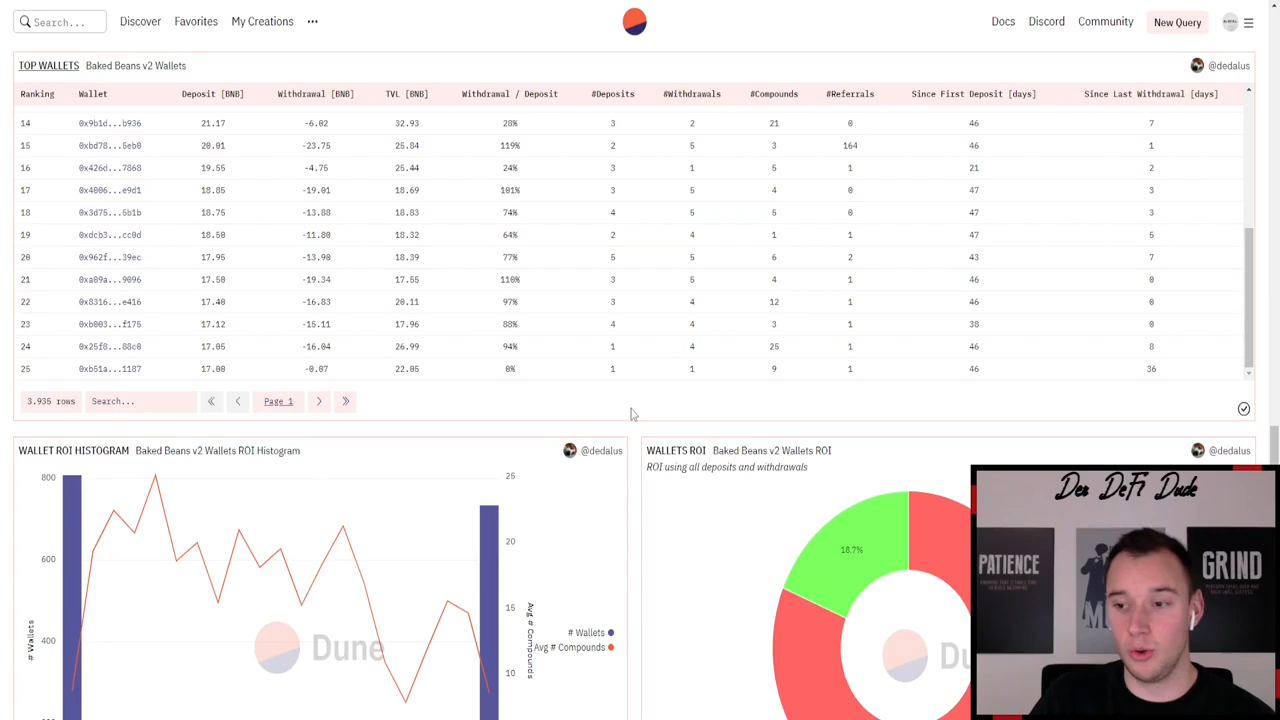 Search... Discover Favorites My Creations ••• Docs Discord Community New Query
TOP WALLETS Baked Beans v2 Wallets @dedalus
Ranking Wallet Deposit [BNB] Withdrawal [BNB] TVL [BNB] Withdrawal / Deposit #Deposits #Withdrawals #Compounds #Referrals Since First Deposit [days] Since Last Withdrawal [days]
14 0x9b1d...b936 21.17 -6.02 32.93 28% 3 2 21 0 46 7
15 0xbd78...5eb0 20.01 -23.75 25.84 119% 2 5 3 164 46 1
16 0x426d...7868 19.55 -4.75 25.44 24% 3 1 5 1 21 2
17 0x4006...e9d1 18.85 -19.01 18.69 101% 3 5 4 0 47 3
18 0x3d75...5b1b 18.75 -13.88 18.83 74% 4 5 5 0 47 3
19 0xdcb3...cc0d 18.50 -11.80 18.32 64% 2 4 1 1 47 5
20 0x962f...39ec 17.95 -13.90 18.39 77% 5 5 6 2 43 7
21 0xa09a...9096 17.50 -19.34 17.55 110% 3 5 4 1 46 0
22 0x8316...e416 17.40 -16.83 20.11 97% 3 4 12 1 46 0
23 0xb003...f175 17.12 -15.11 17.96 88% 4 4 3 1 38 0
24 0x25f8...88c0 17.05 -16.04 26.99 94% 1 4 25 1 46 8
25 0xb51a...1187 17.00 -0.07 22.05 0% 1 1 9 1 46 36
3.935 rows Search... « ‹ Page 1 › »
WALLET ROI HISTOGRAM Baked Beans v2 Wallets ROI Histogram @dedalus
800
600
400
# Wallets
25
20
15
10
Avg # Compounds
# Wallets
Avg # Compounds
Dune
WALLETS ROI Baked Beans v2 Wallets ROI @dedalus
ROI using all deposits and withdrawals
18.7%
Du
Der DeFi Dude
PATIENCE
GRIND